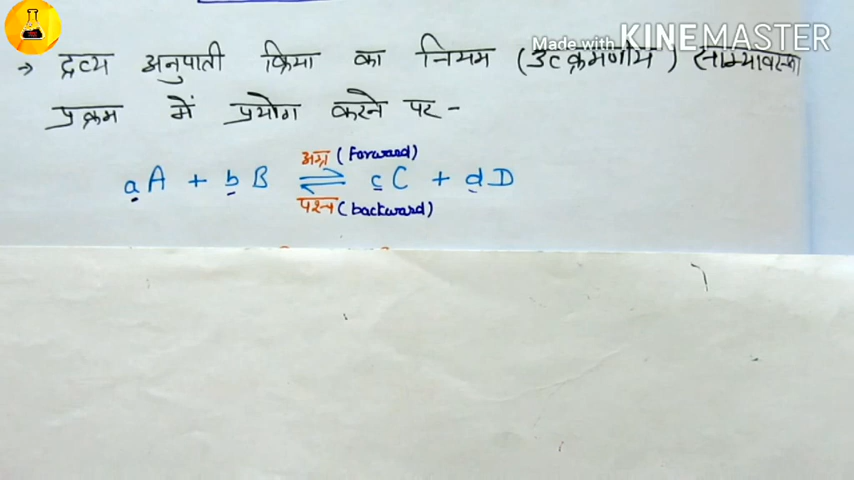 Made with KINEMASTER
→ द्रव्य अनुपाती क्रिया का नियम (उत्क्रमणीय) साम्यावस्था
प्रक्रम में प्रयोग करने पर -
अग्र (forward)
aA + bB ⇌ cC + dD
पश्च (backward)